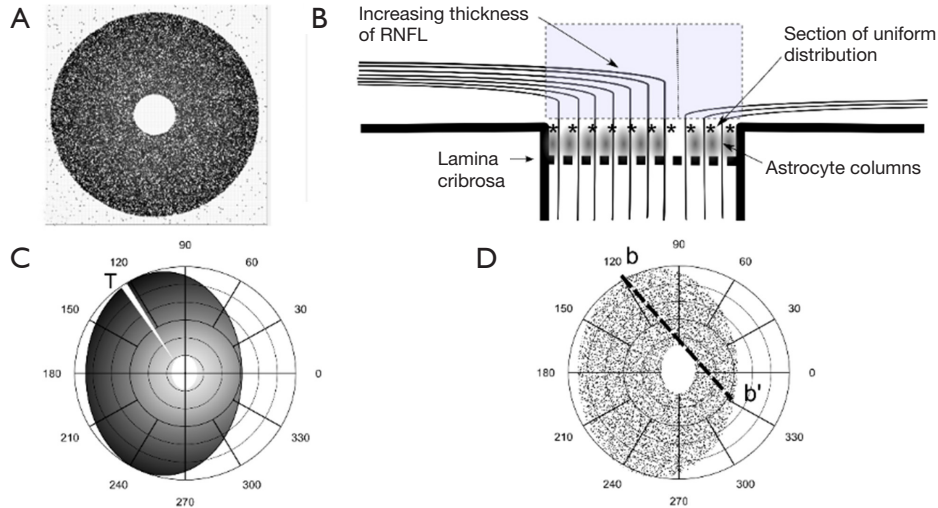 A
B
Increasing thickness
of RNFL
Section of uniform
distribution
* * * * * * * * * * *
Lamina
cribrosa
Astrocyte columns
C
90
120
60
T
150
30
180
0
210
330
240
300
270
D
90
120
b
60
150
30
180
0
b'
210
330
240
300
270